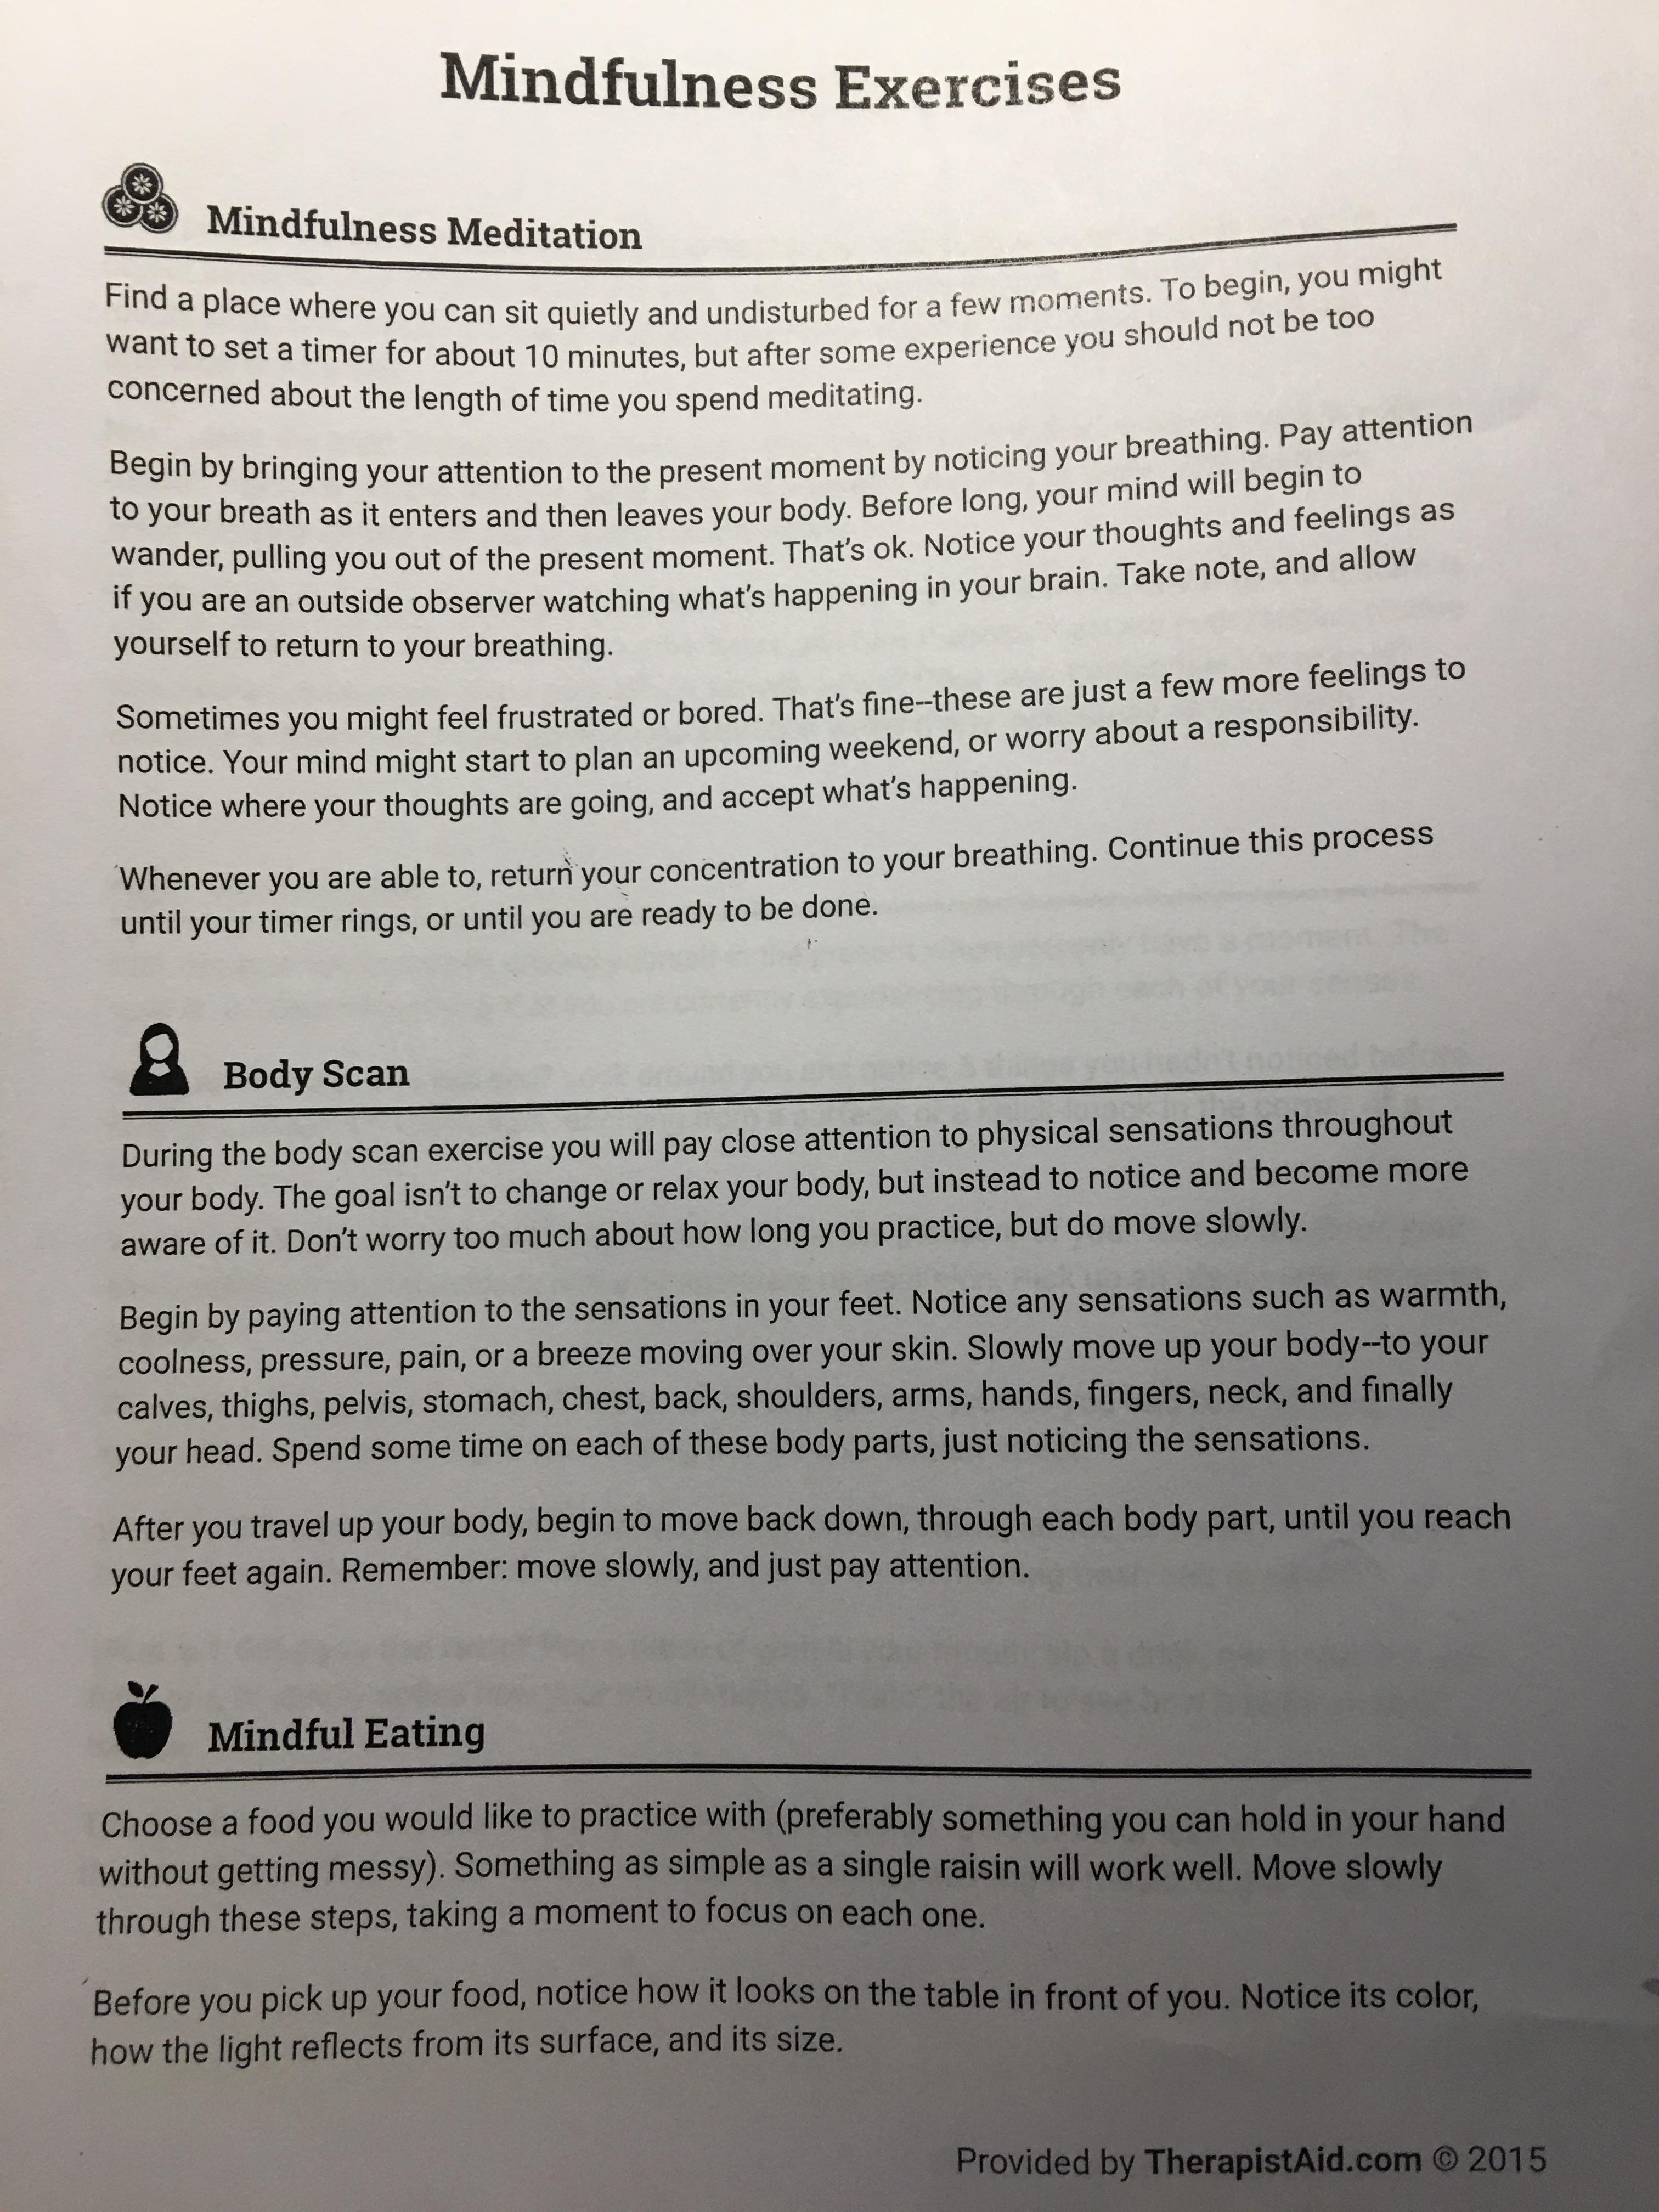 Mindfulness Exercises
Mindfulness Meditation
Find a place where you can sit quietly and undisturbed for a few moments. To begin, you might
want to set a timer for about 10 minutes, but after some experience you should not be too
concerned about the length of time you spend meditating.
Begin by bringing your attention to the present moment by noticing your breathing. Pay attention
to your breath as it enters and then leaves your body. Before long, your mind will begin to
wander, pulling you out of the present moment. That's ok. Notice your thoughts and feelings as
if you are an outside observer watching what's happening in your brain. Take note, and allow
yourself to return to your breathing.
Sometimes you might feel frustrated or bored. That's fine--these are just a few more feelings to
notice. Your mind might start to plan an upcoming weekend, or worry about a responsibility.
Notice where your thoughts are going, and accept what's happening.
Whenever you are able to, return your concentration to your breathing. Continue this process
until your timer rings, or until you are ready to be done.
Body Scan
During the body scan exercise you will pay close attention to physical sensations throughout
your body. The goal isn't to change or relax your body, but instead to notice and become more
aware of it. Don't worry too much about how long you practice, but do move slowly.
Begin by paying attention to the sensations in your feet. Notice any sensations such as warmth,
coolness, pressure, pain, or a breeze moving over your skin. Slowly move up your body--to your
calves, thighs, pelvis, stomach, chest, back, shoulders, arms, hands, fingers, neck, and finally
your head. Spend some time on each of these body parts, just noticing the sensations.
After you travel up your body, begin to move back down, through each body part, until you reach
your feet again. Remember: move slowly, and just pay attention.
Mindful Eating
Choose a food you would like to practice with (preferably something you can hold in your hand
without getting messy). Something as simple as a single raisin will work well. Move slowly
through these steps, taking a moment to focus on each one.
Before you pick up your food, notice how it looks on the table in front of you. Notice its color,
how the light reflects from its surface, and its size.
Provided by TherapistAid.com © 2015